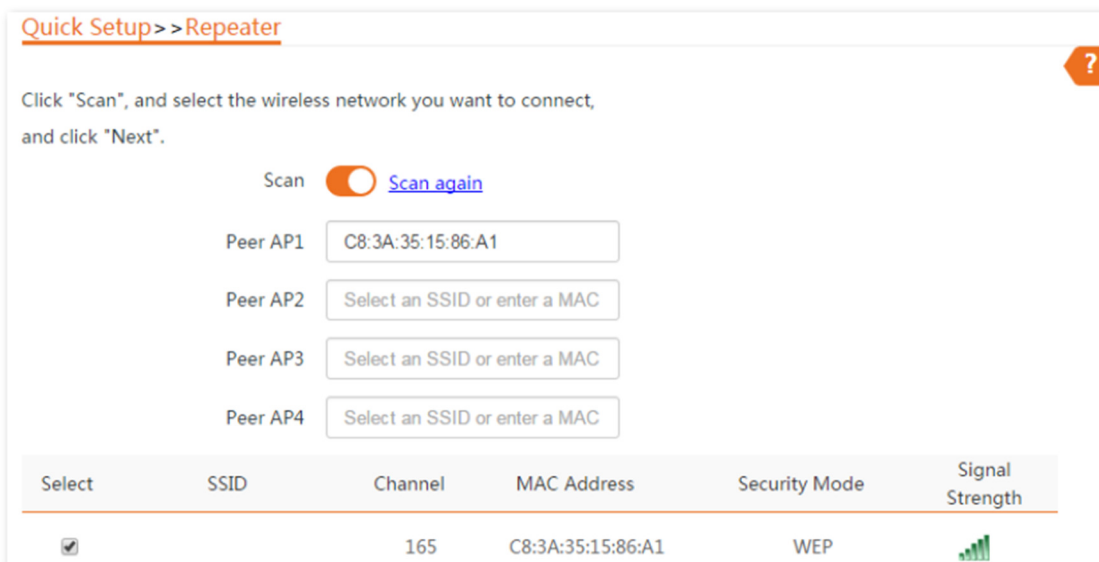 Quick Setup>>Repeater
?
Click "Scan", and select the wireless network you want to connect,
and click "Next".
Scan Scan again
Peer AP1 C8:3A:35:15:86:A1
Peer AP2 Select an SSID or enter a MAC
Peer AP3 Select an SSID or enter a MAC
Peer AP4 Select an SSID or enter a MAC
Select SSID Channel MAC Address Security Mode Signal Strength
165 C8:3A:35:15:86:A1 WEP